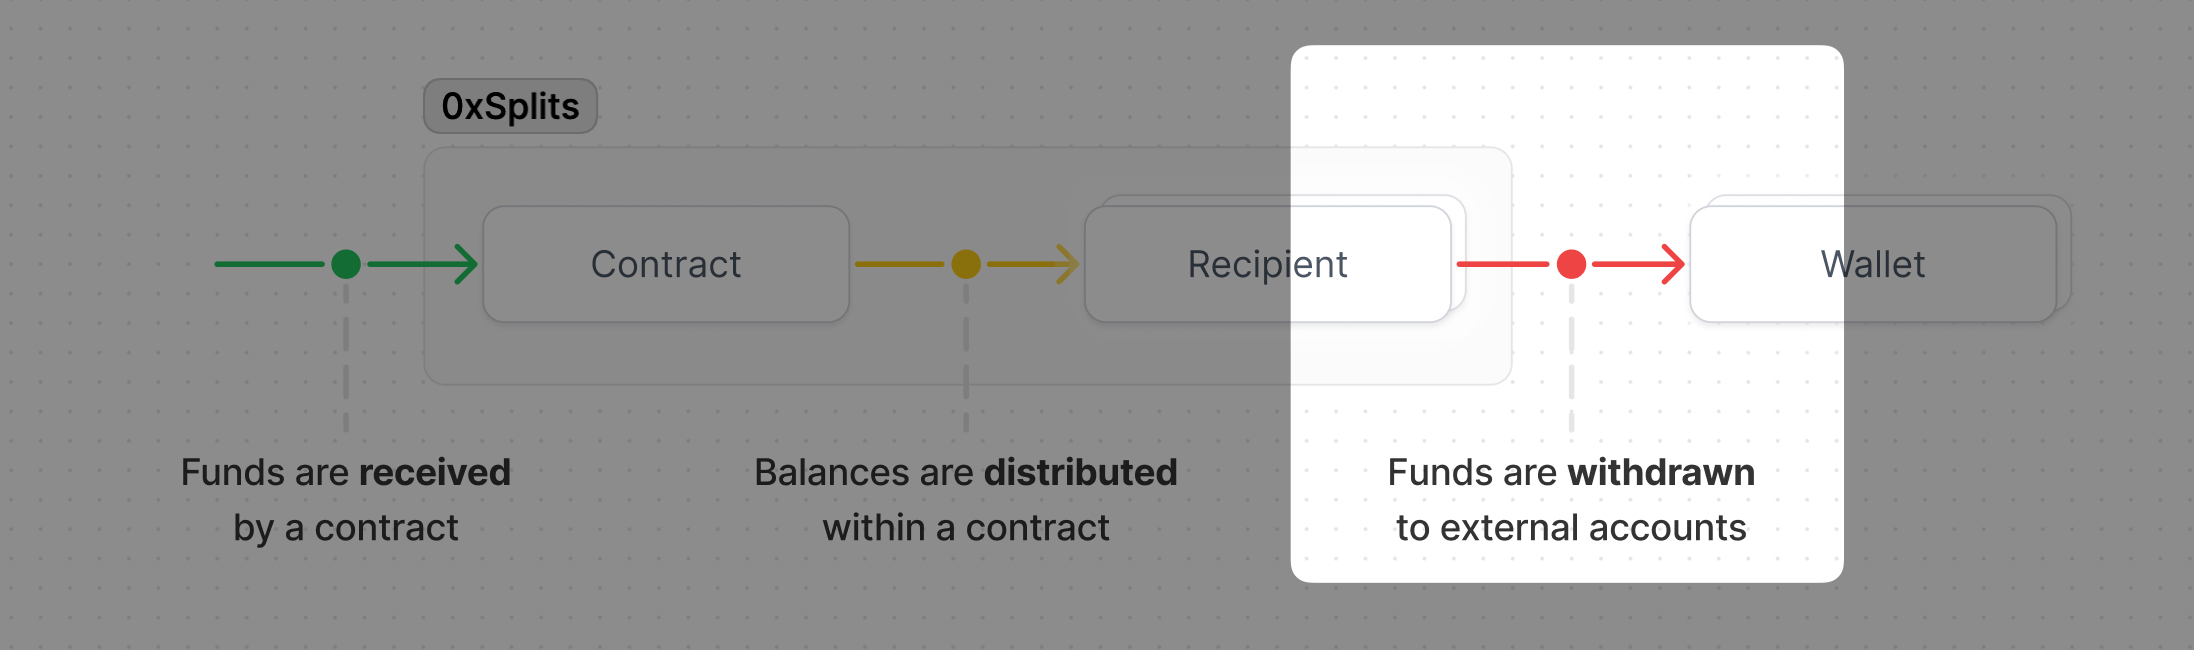 0xSplits
Contract
Recipient
Wallet
Funds are received
by a contract
Balances are distributed
within a contract
Funds are withdrawn
to external accounts